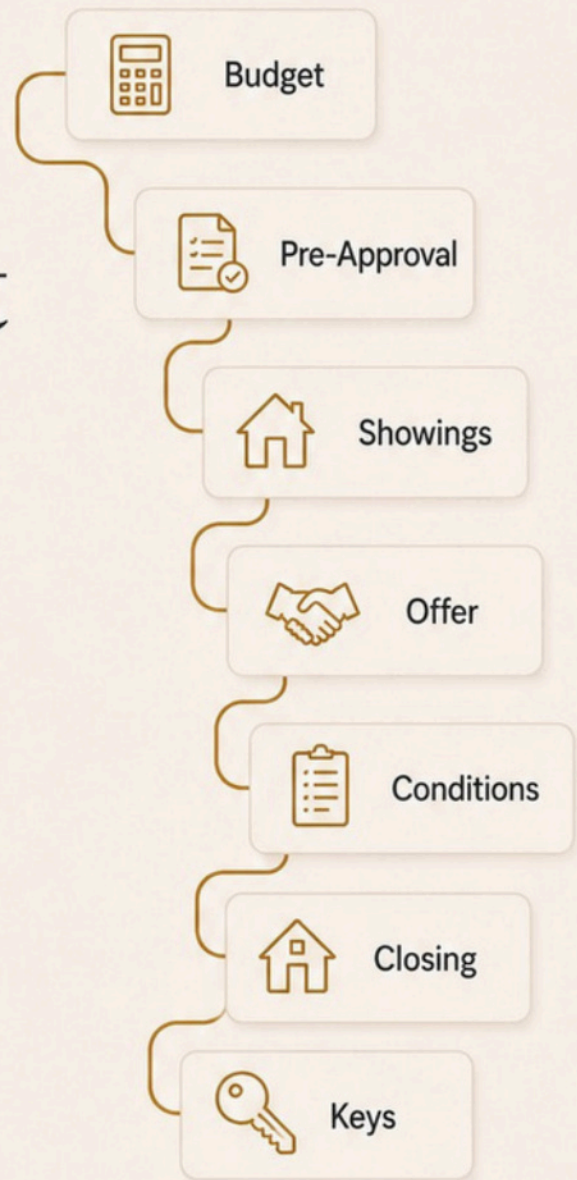 Budget
Pre-Approval
Showings
Offer
Conditions
Closing
Keys